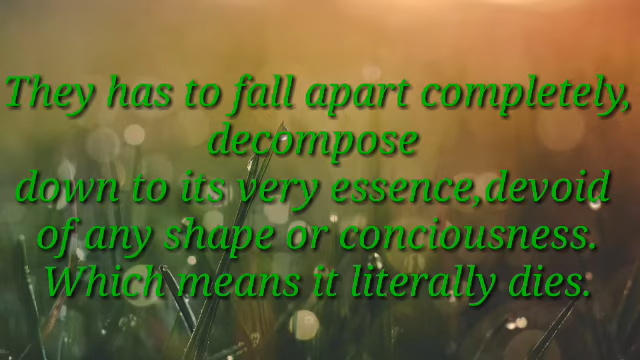 They has to fall apart completely,
decompose
down to its very essence,devoid
of any shape or conciousness.
Which means it literally dies.